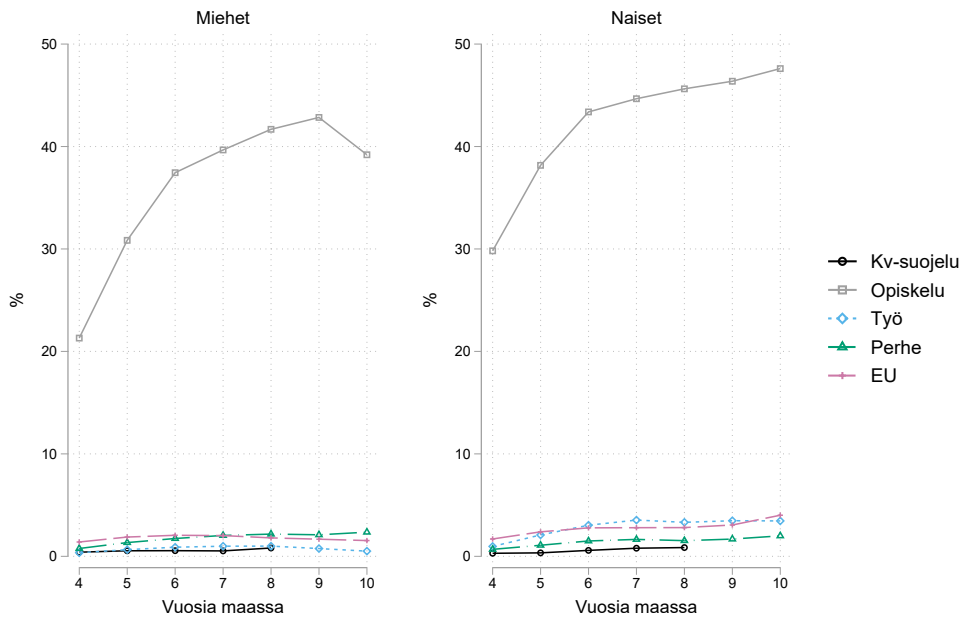 Miehet
50
40
30
20
10
0
%
4 5 6 7 8 9 10
Vuosia maassa
Naiset
50
40
30
20
10
0
%
4 5 6 7 8 9 10
Vuosia maassa
Kv-suojelu
Opiskelu
Työ
Perhe
EU